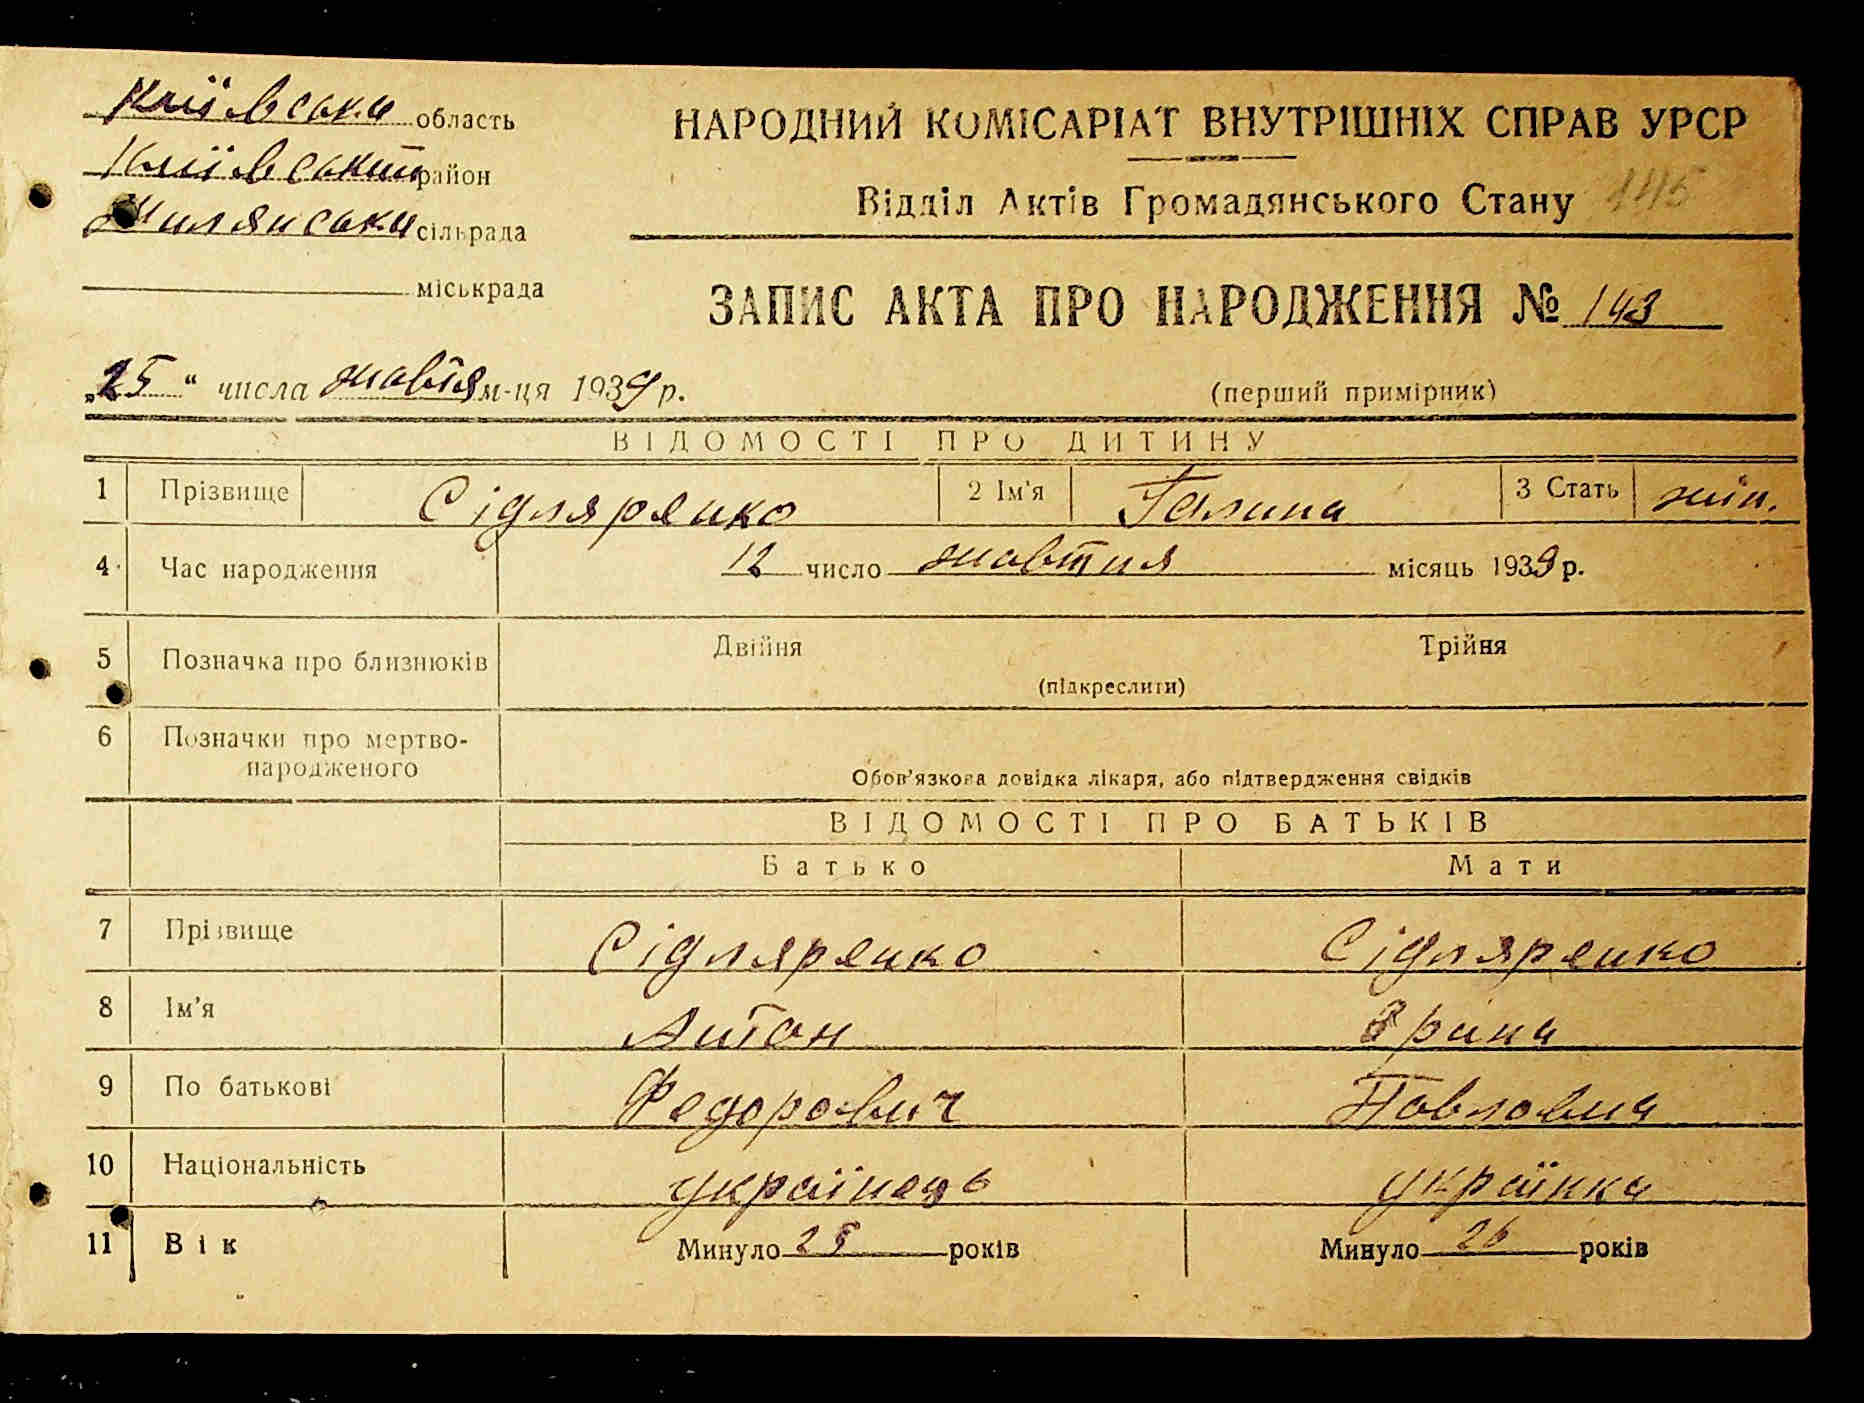 Київська область
Київський район
Жилянська сільрада
міськрада
НАРОДНИЙ КОМІСАРІАТ ВНУТРІШНІХ СПРАВ УРСР
Відділ Актів Громадянського Стану 145
ЗАПИС АКТА ПРО НАРОДЖЕННЯ № 143
„25“ числа жовтня м-ця 1939 р.
(перший примірник)
ВІДОМОСТІ ПРО ДИТИНУ
1 Прізвище Сідляренко 2 Ім'я Галина 3 Стать жін.
4 Час народження 12 число жовтня місяць 1939 р.
5 Позначка про близнюків Двійня Трійня
(підкреслити)
6 Позначки про мертво-
народженого
Обов'язкова довідка лікаря, або підтвердження свідків
ВІДОМОСТІ ПРО БАТЬКІВ
Батько Мати
7 Прізвище Сідляренко Сідляренко
8 Ім'я Антон Ірина
9 По батькові Федорович Павловна
10 Національність українець українка
11 Вік Минуло років Минуло 26 років